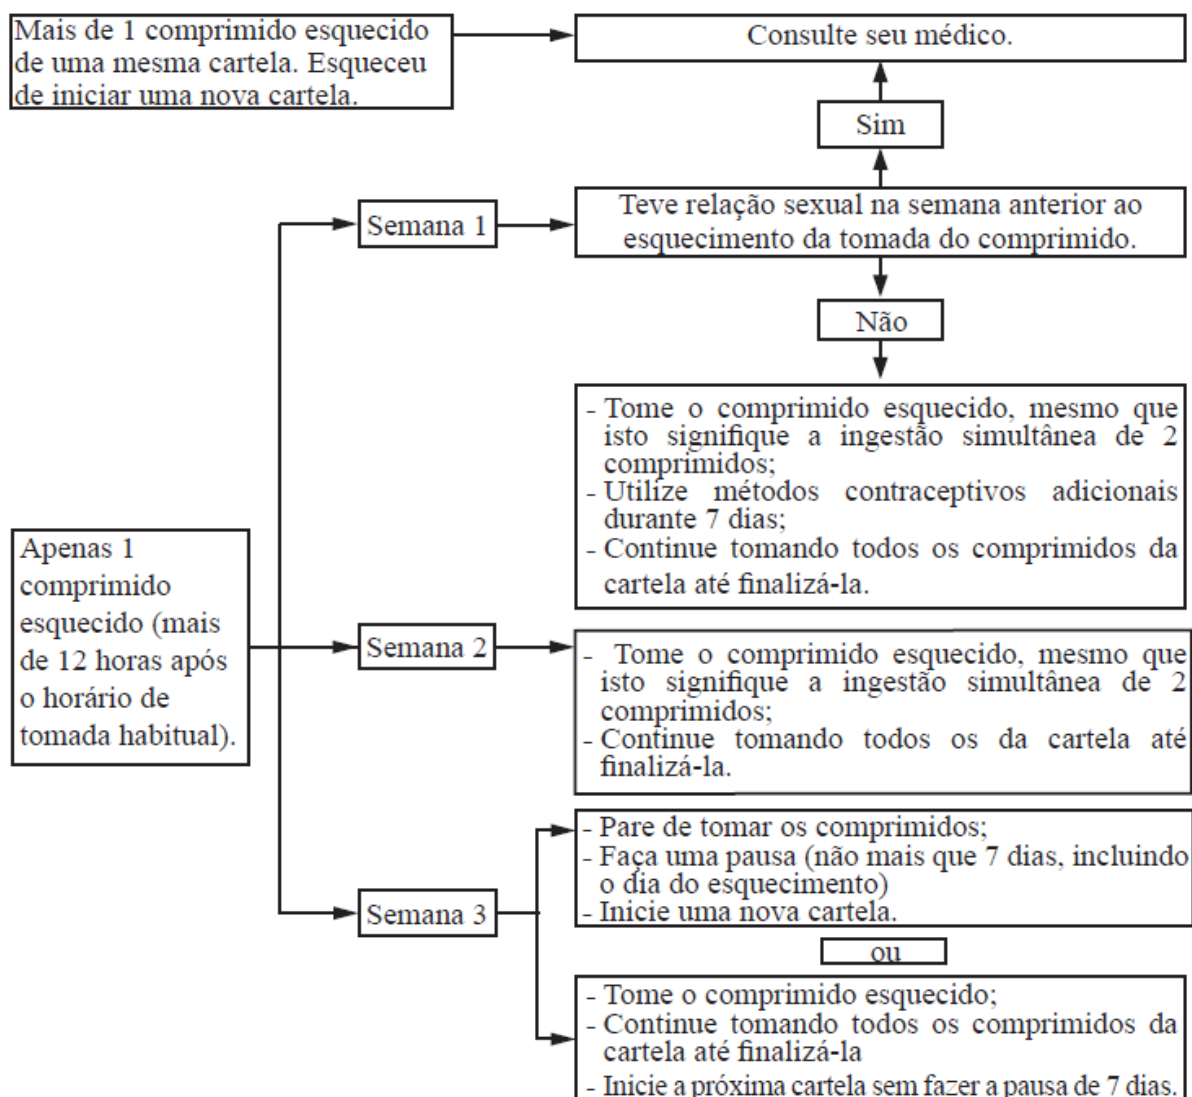 Mais de 1 comprimido esquecido
de uma mesma cartela. Esqueceu
de iniciar uma nova cartela.
Consulte seu médico.
Sim
Semana 1
Teve relação sexual na semana anterior ao
esquecimento da tomada do comprimido.
Não
- Tome o comprimido esquecido, mesmo que
isto signifique a ingestão simultânea de 2
comprimidos;
- Utilize métodos contraceptivos adicionais
durante 7 dias;
- Continue tomando todos os comprimidos da
cartela até finalizá-la.
Apenas 1
comprimido
esquecido (mais
de 12 horas após
o horário de
tomada habitual).
Semana 2
- Tome o comprimido esquecido, mesmo que
isto signifique a ingestão simultânea de 2
comprimidos;
- Continue tomando todos os da cartela até
finalizá-la.
Semana 3
- Pare de tomar os comprimidos;
- Faça uma pausa (não mais que 7 dias, incluindo
o dia do esquecimento)
- Inicie uma nova cartela.
ou
- Tome o comprimido esquecido;
- Continue tomando todos os comprimidos da
cartela até finalizá-la
- Inicie a próxima cartela sem fazer a pausa de 7 dias.